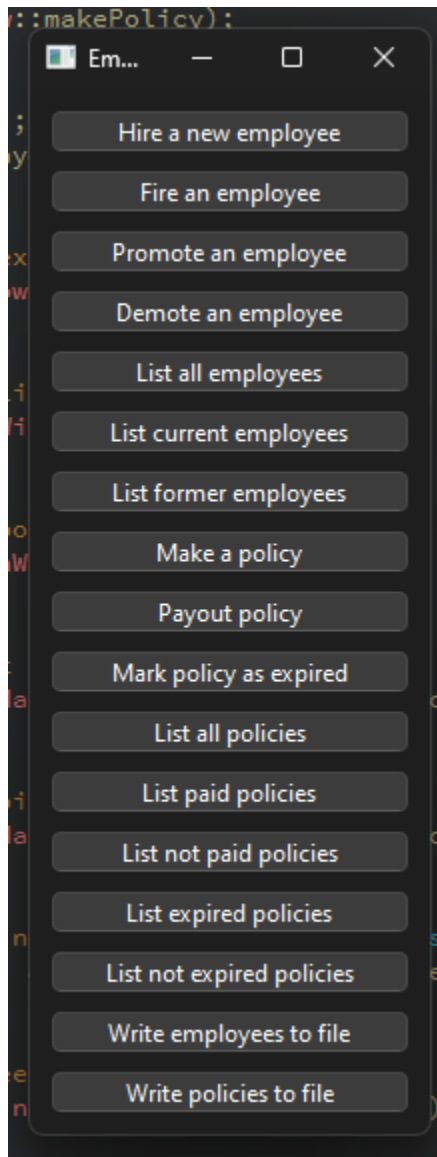 ::makePolicy);
Em...
Hire a new employee
Fire an employee
Promote an employee
Demote an employee
List all employees
List current employees
List former employees
Make a policy
Payout policy
Mark policy as expired
List all policies
List paid policies
List not paid policies
List expired policies
List not expired policies
Write employees to file
Write policies to file